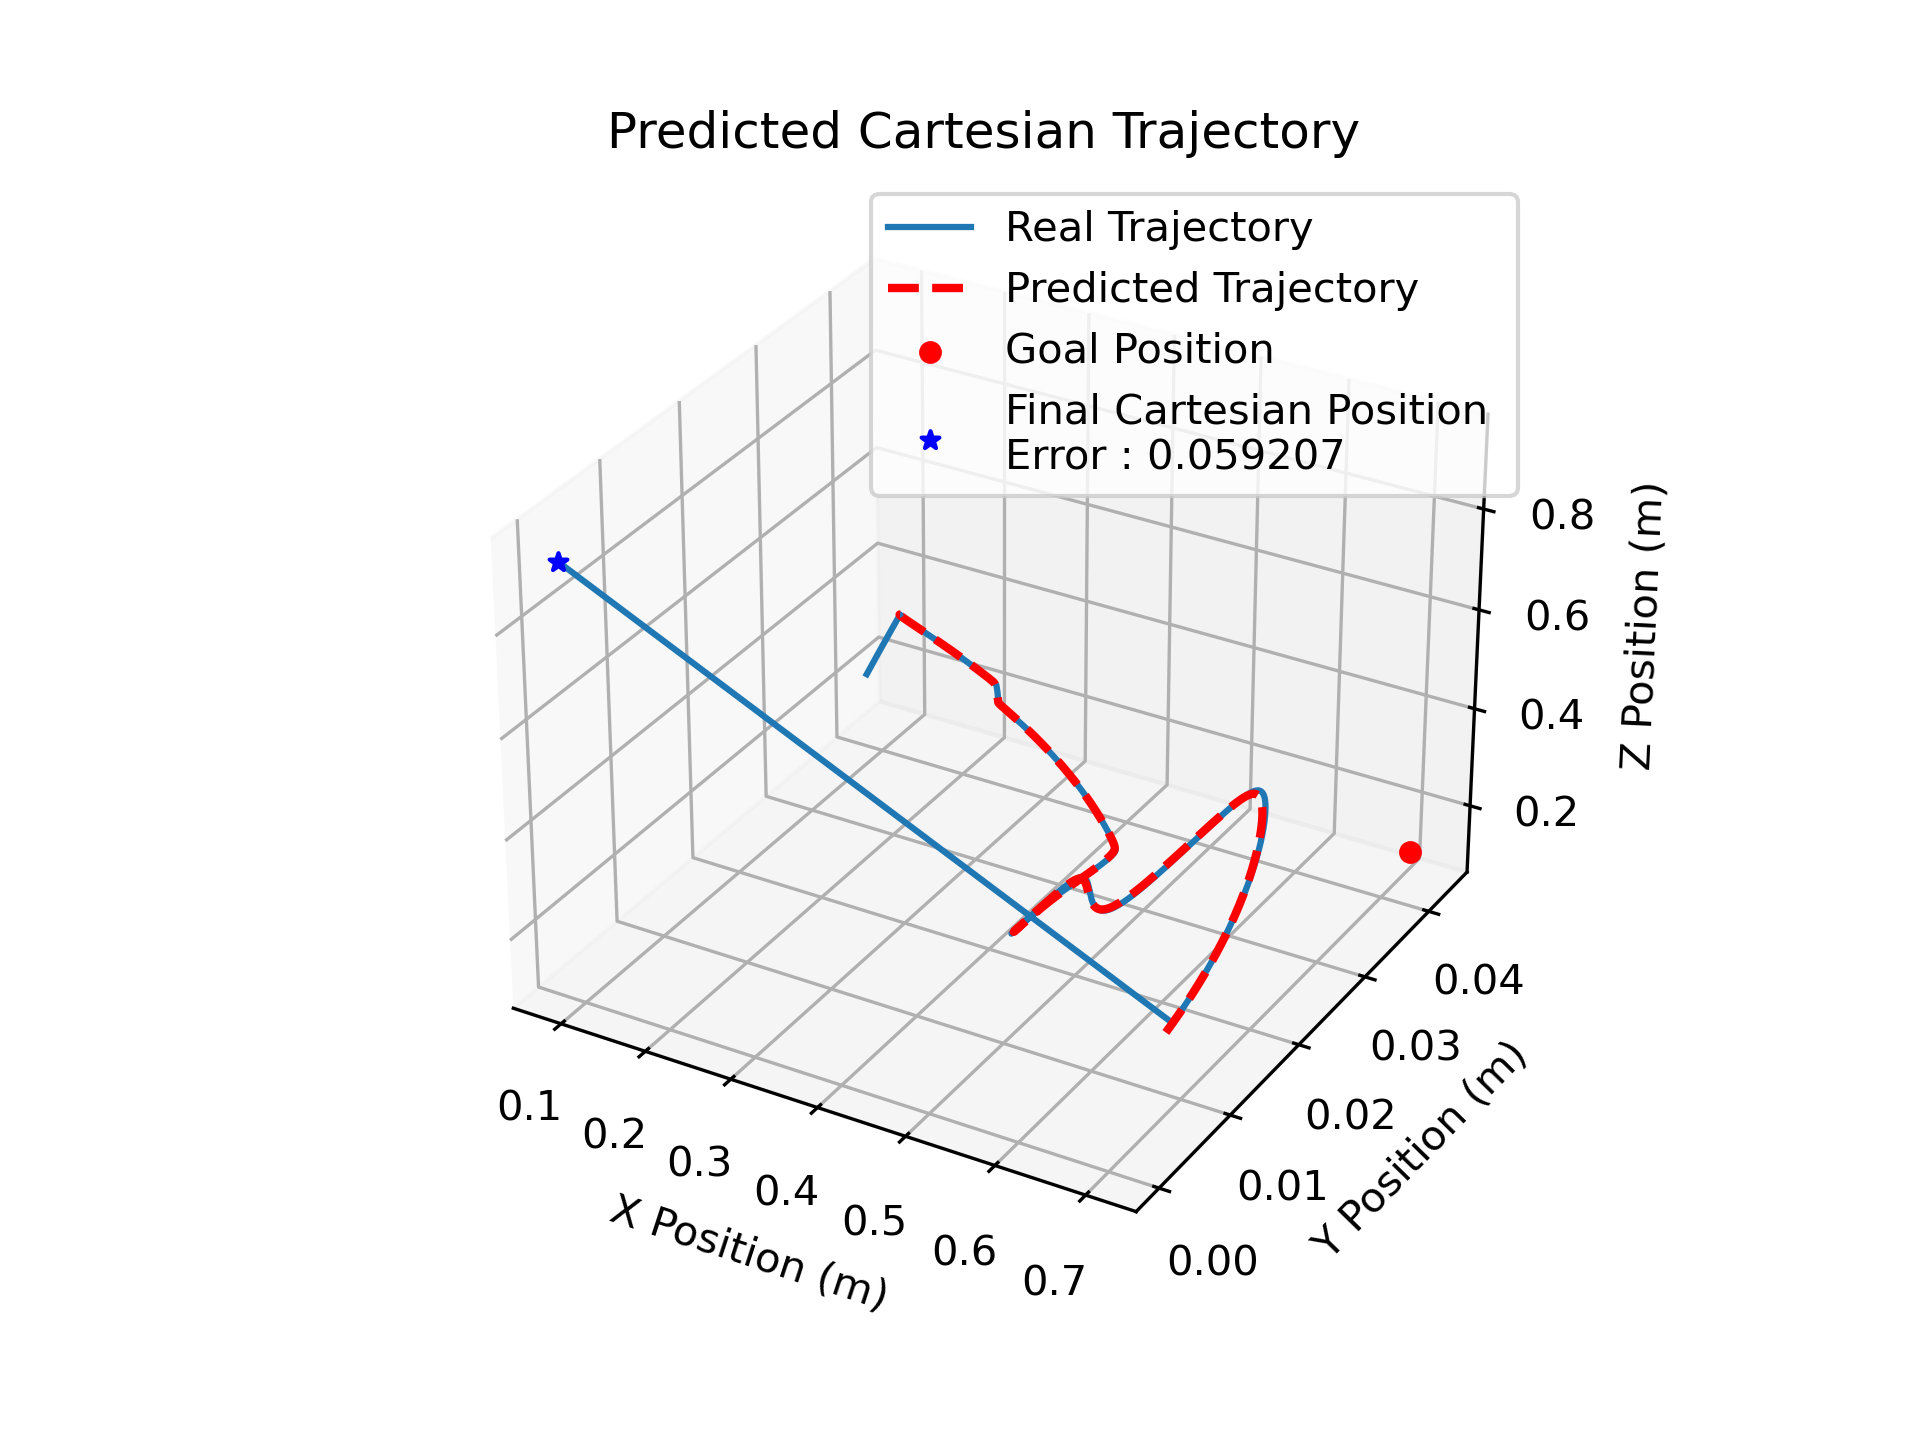 Predicted Cartesian Trajectory
Real Trajectory
Predicted Trajectory
Goal Position
Final Cartesian Position
Error : 0.059207
0.8
0.6
0.4
0.2
Z Position (m)
0.04
0.03
0.02
0.01
0.00
Y Position (m)
0.1
0.2
0.3
0.4
0.5
0.6
0.7
X Position (m)